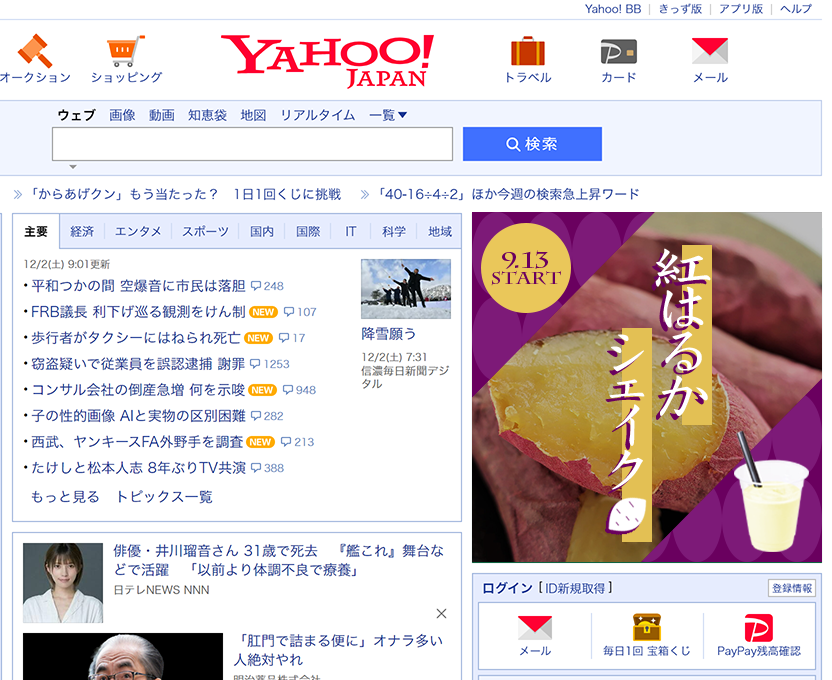 Yahoo! BB
きっず版
アプリ版
ヘルプ
オークション
ショッピング
YAHOO!
JAPAN
トラベル
カード
メール
ウェブ 画像 動画 知恵袋 地図 リアルタイム 一覧▼
検索
「からあげクン」もう当たった？ 1日1回くじに挑戦
「40-16÷4÷2」ほか今週の検索急上昇ワード
主要 経済 エンタメ スポーツ 国内 国際 IT 科学 地域
12/2(土) 9:01更新
平和つかの間 空爆音に市民は落胆 248
FRB議長 利下げ巡る観測をけん制 NEW 107
歩行者がタクシーにはねられ死亡 NEW 17
窃盗疑いで従業員を誤認逮捕 謝罪 1253
コンサル会社の倒産急増 何を示唆 NEW 948
子の性的画像 AIと実物の区別困難 282
西武、ヤンキースFA外野手を調査 NEW 213
たけしと松本人志 8年ぶりTV共演 388
もっと見る トピックス一覧
降雪願う
12/2(土) 7:31
信濃毎日新聞デジ
タル
9.13
START
紅はるか
シェイク
俳優・井川瑠音さん 31歳で死去 『艦これ』舞台な
どで活躍 「以前より体調不良で療養」
日テレNEWS NNN
「肛門で詰まる便に」オナラ多い
人絶対やれ
明治薬品株式会社
ログイン [ ID新規取得 ]
登録情報
メール
毎日1回 宝箱くじ
PayPay残高確認